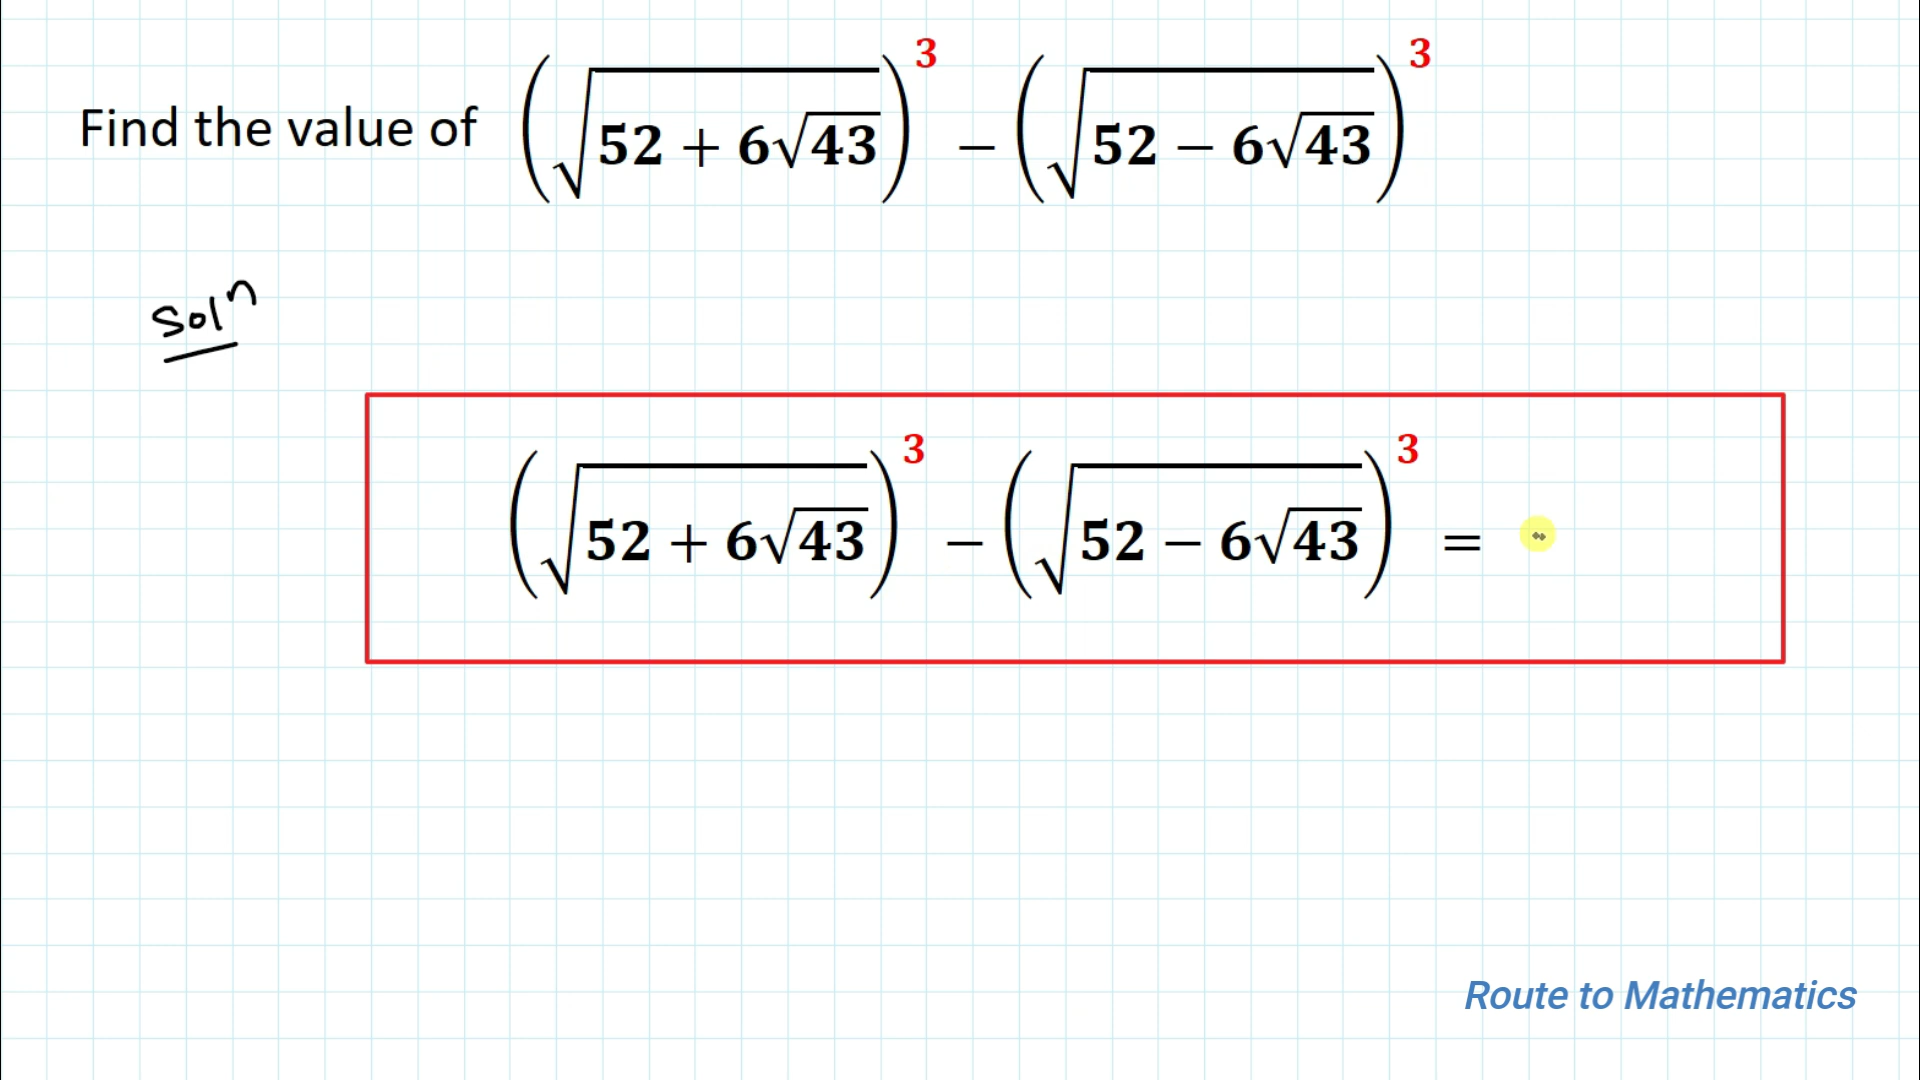 Find the value of (√(52 + 6√43))³ − (√(52 − 6√43))³
Solⁿ
(√(52 + 6√43))³ − (√(52 − 6√43))³ =
Route to Mathematics